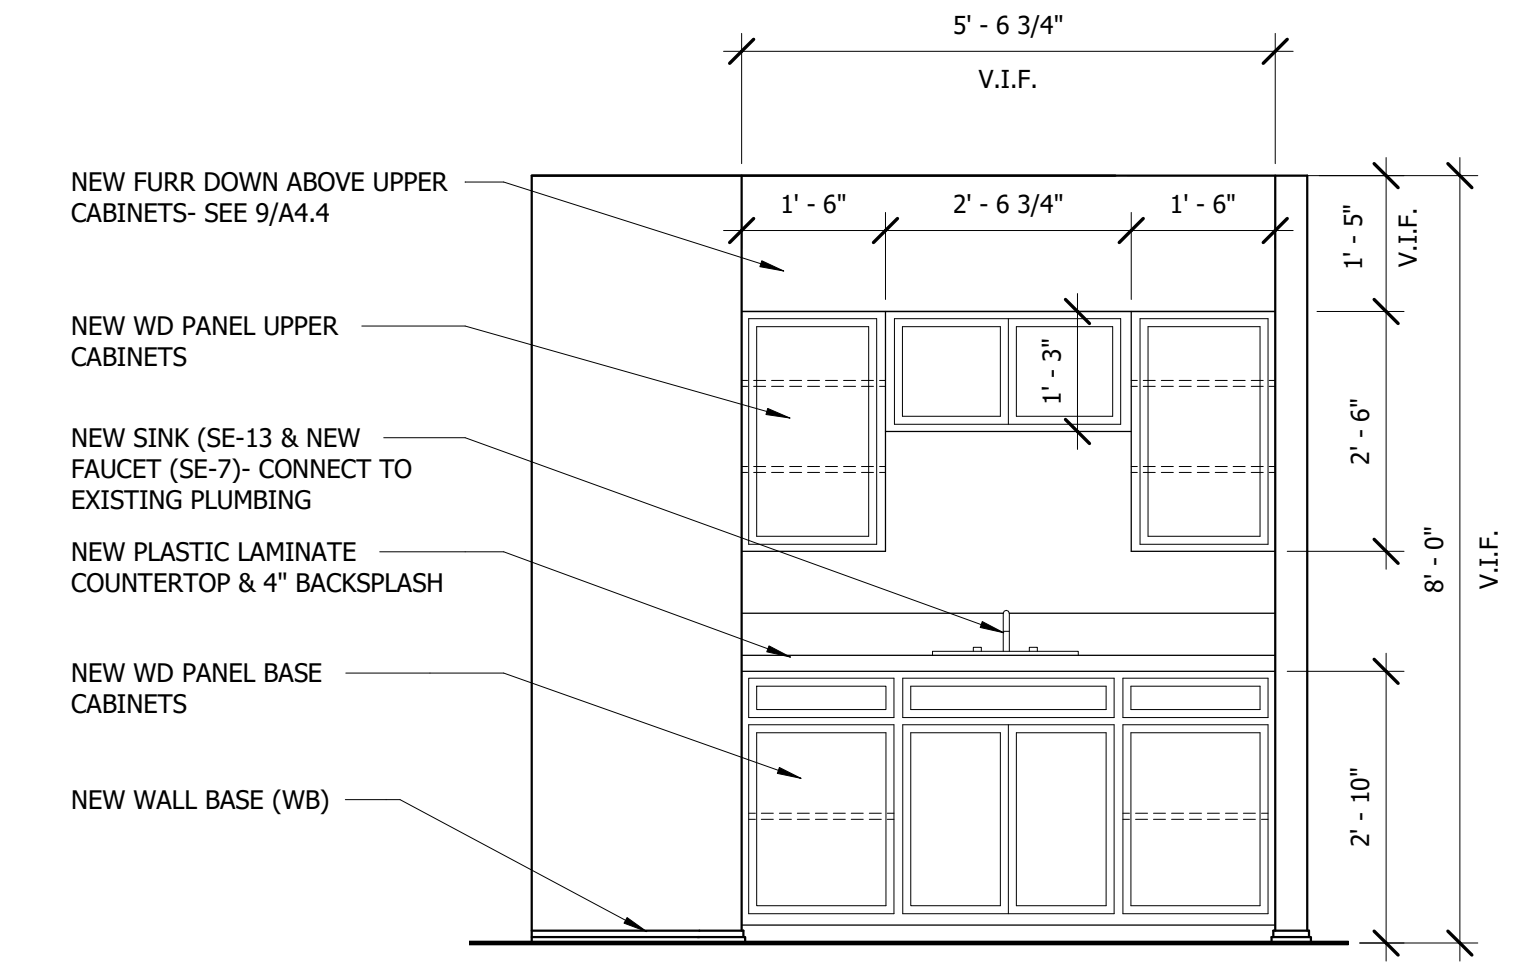 5' - 6 3/4"
V.I.F.
NEW FURR DOWN ABOVE UPPER
CABINETS- SEE 9/A4.4
1' - 6"
2' - 6 3/4"
1' - 6"
1' - 5"
V.I.F.
NEW WD PANEL UPPER
CABINETS
1' - 3"
2' - 6"
NEW SINK (SE-13 & NEW
FAUCET (SE-7)- CONNECT TO
EXISTING PLUMBING
8' - 0"
V.I.F.
NEW PLASTIC LAMINATE
COUNTERTOP & 4" BACKSPLASH
NEW WD PANEL BASE
CABINETS
2' - 10"
NEW WALL BASE (WB)